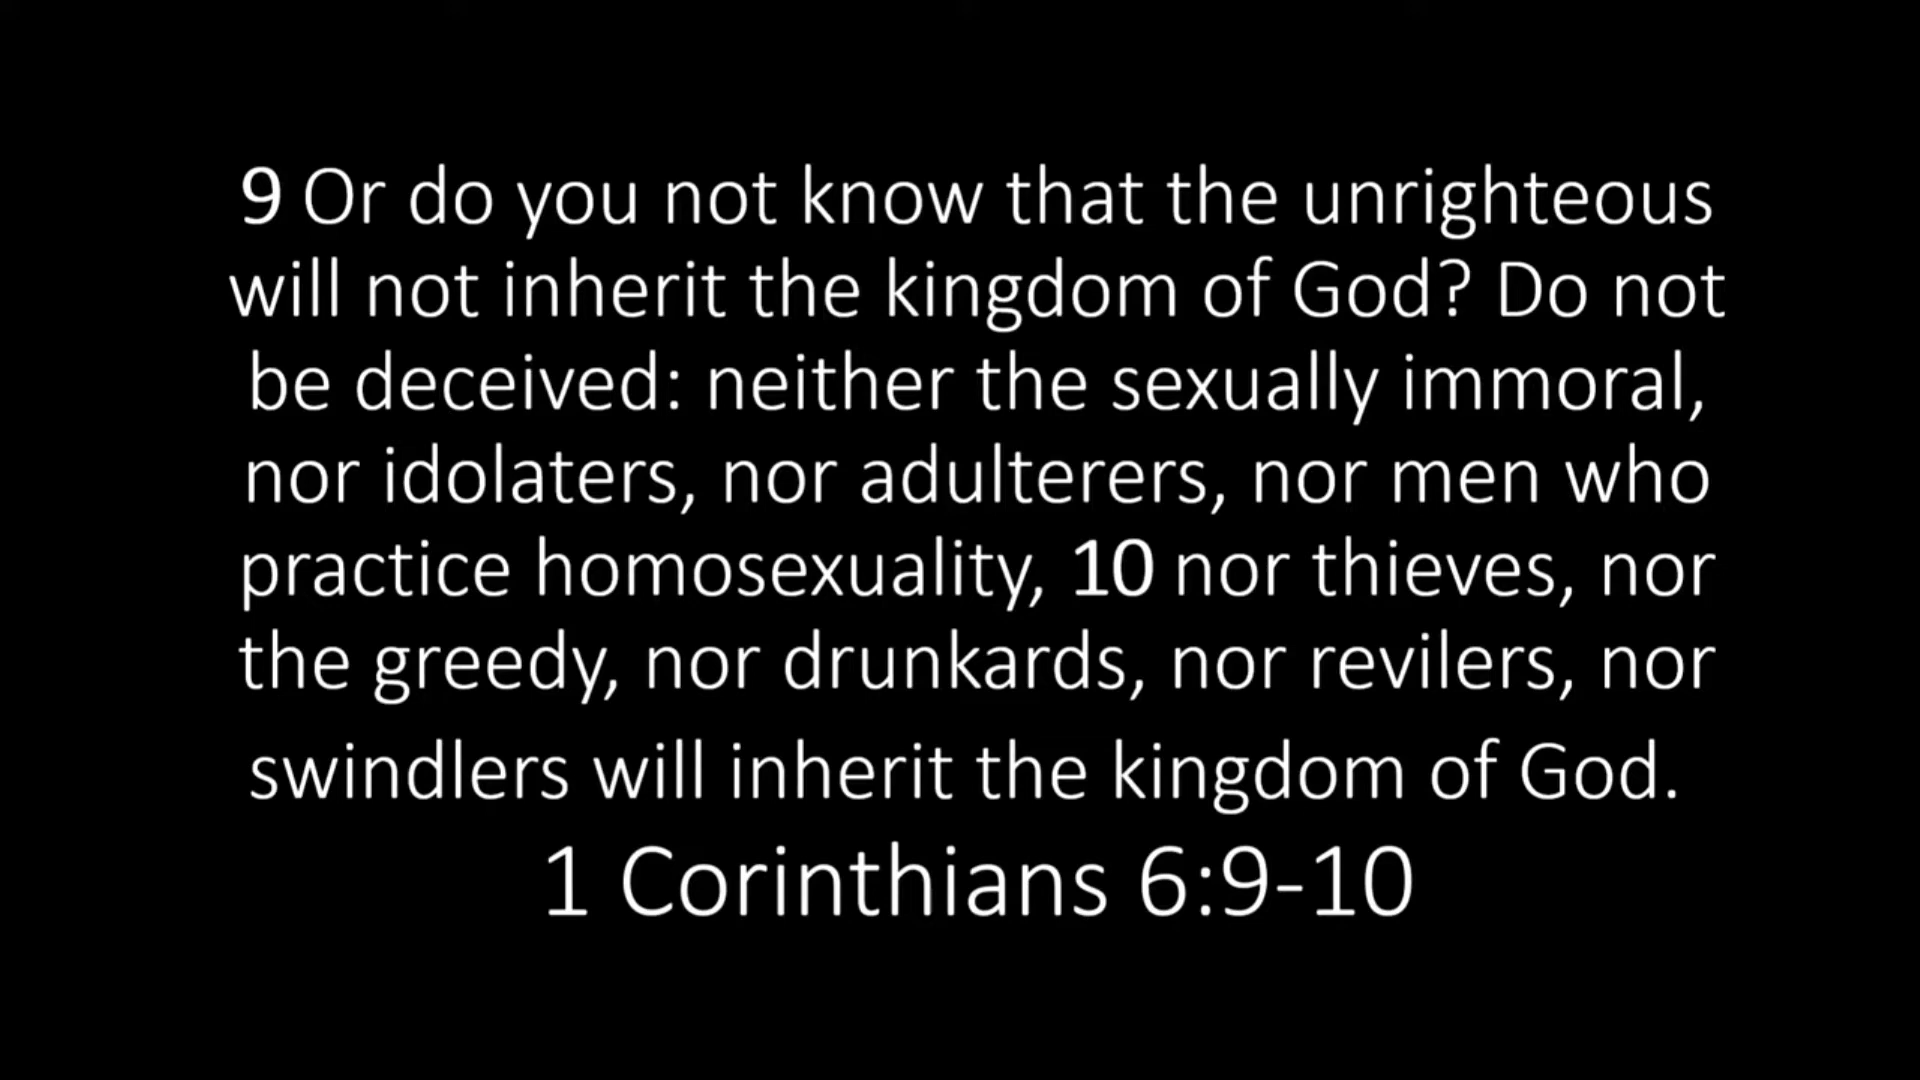 9 Or do you not know that the unrighteous
will not inherit the kingdom of God? Do not
be deceived: neither the sexually immoral,
nor idolaters, nor adulterers, nor men who
practice homosexuality, 10 nor thieves, nor
the greedy, nor drunkards, nor revilers, nor
swindlers will inherit the kingdom of God.
1 Corinthians 6:9-10